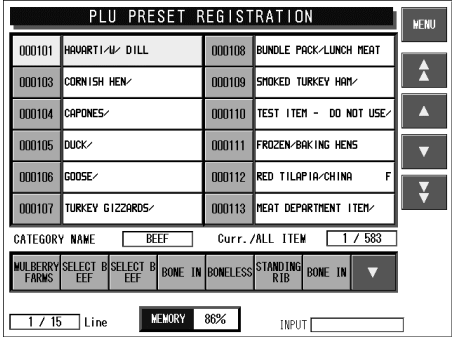 PLU PRESET REGISTRATION
MENU
000101 HAVARTI/W/ DILL
000108 BUNDLE PACK/LUNCH MEAT
000103 CORNISH HEN/
000109 SMOKED TURKEY HAM/
000104 CAPONES/
000110 TEST ITEM - DO NOT USE/
000105 DUCK/
000111 FROZEN/BAKING HENS
000106 GOOSE/
000112 RED TILAPIA/CHINA F
000107 TURKEY GIZZARDS/
000113 MEAT DEPARTMENT ITEM/
CATEGORY NAME BEEF Curr./ALL ITEM 1 / 583
MULBERRY FARMS
SELECT B EEF
SELECT B EEF
BONE IN
BONELESS
STANDING RIB
BONE IN
1 / 15 Line MEMORY 86% INPUT